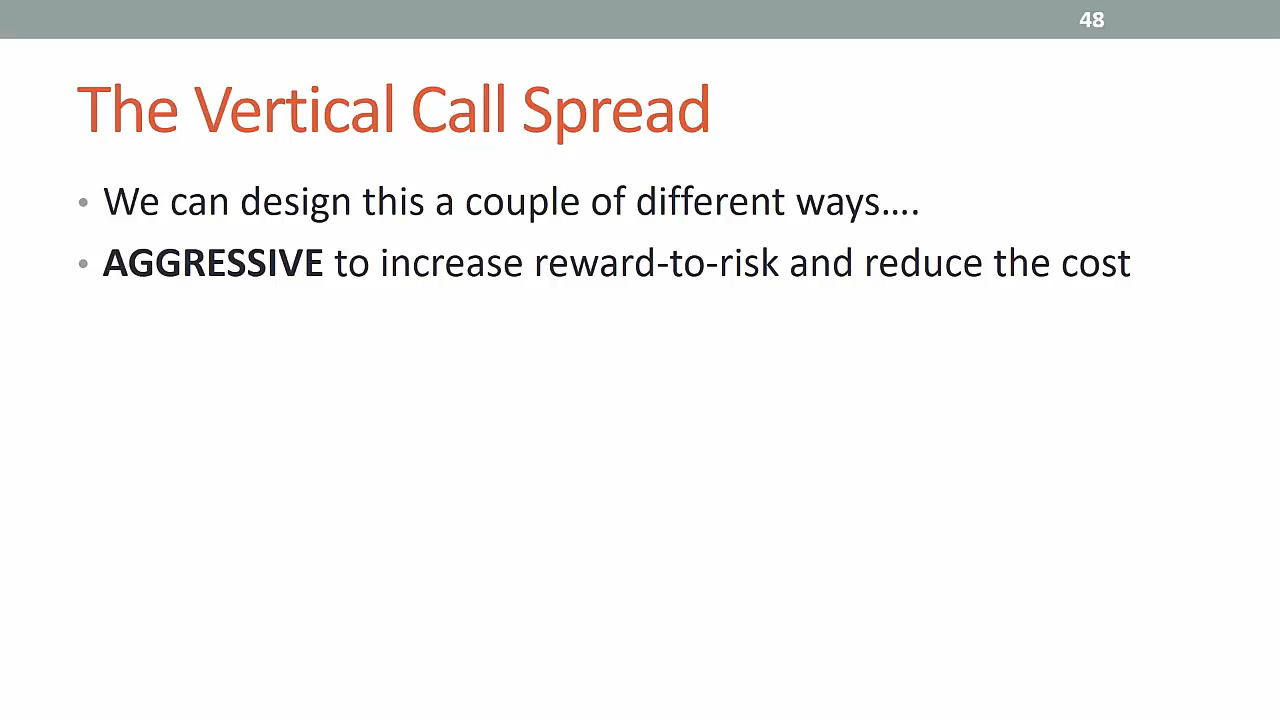 48
The Vertical Call Spread
• We can design this a couple of different ways....
• AGGRESSIVE to increase reward-to-risk and reduce the cost